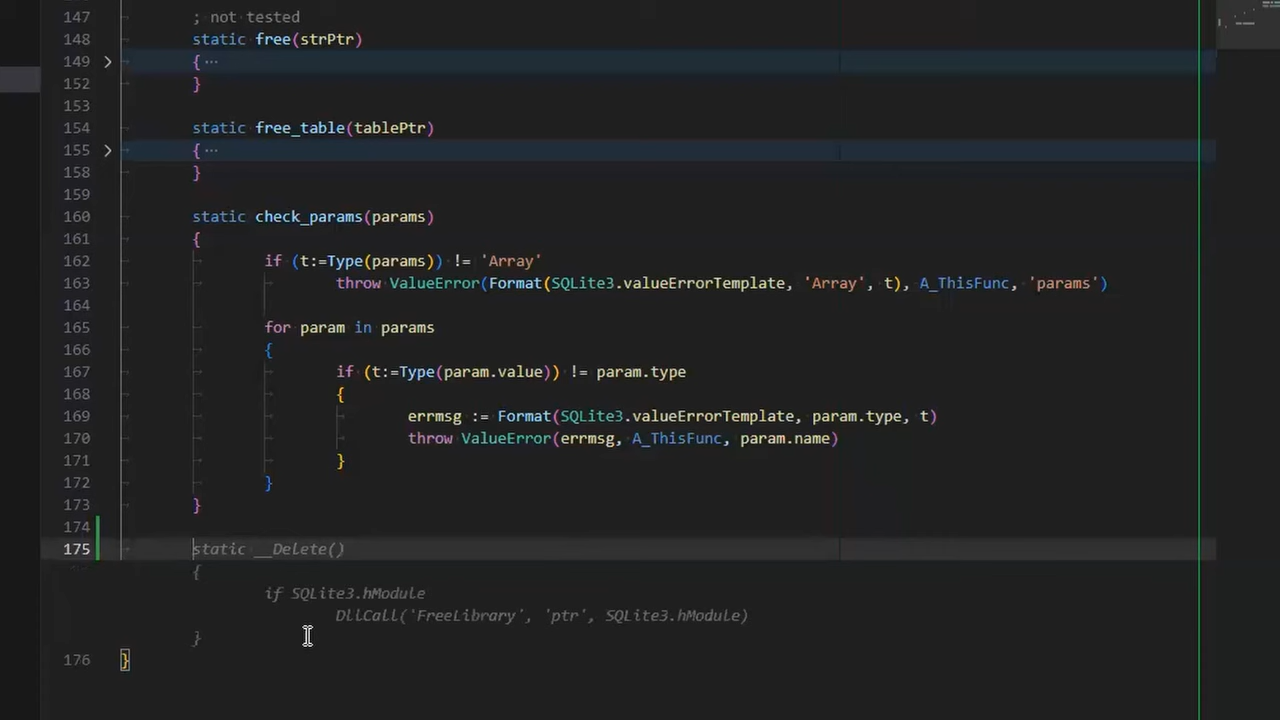 147 ; not tested
148 static free(strPtr)
149 { ⋯
152 }
153
154 static free_table(tablePtr)
155 { ⋯
158 }
159
160 static check_params(params)
161 {
162 if (t:=Type(params)) != 'Array'
163 throw ValueError(Format(SQLite3.valueErrorTemplate, 'Array', t), A_ThisFunc, 'params')
164
165 for param in params
166 {
167 if (t:=Type(param.value)) != param.type
168 {
169 errmsg := Format(SQLite3.valueErrorTemplate, param.type, t)
170 throw ValueError(errmsg, A_ThisFunc, param.name)
171 }
172 }
173 }
174
175 static __Delete()
{
if SQLite3.hModule
DllCall('FreeLibrary', 'ptr', SQLite3.hModule)
}
176 }